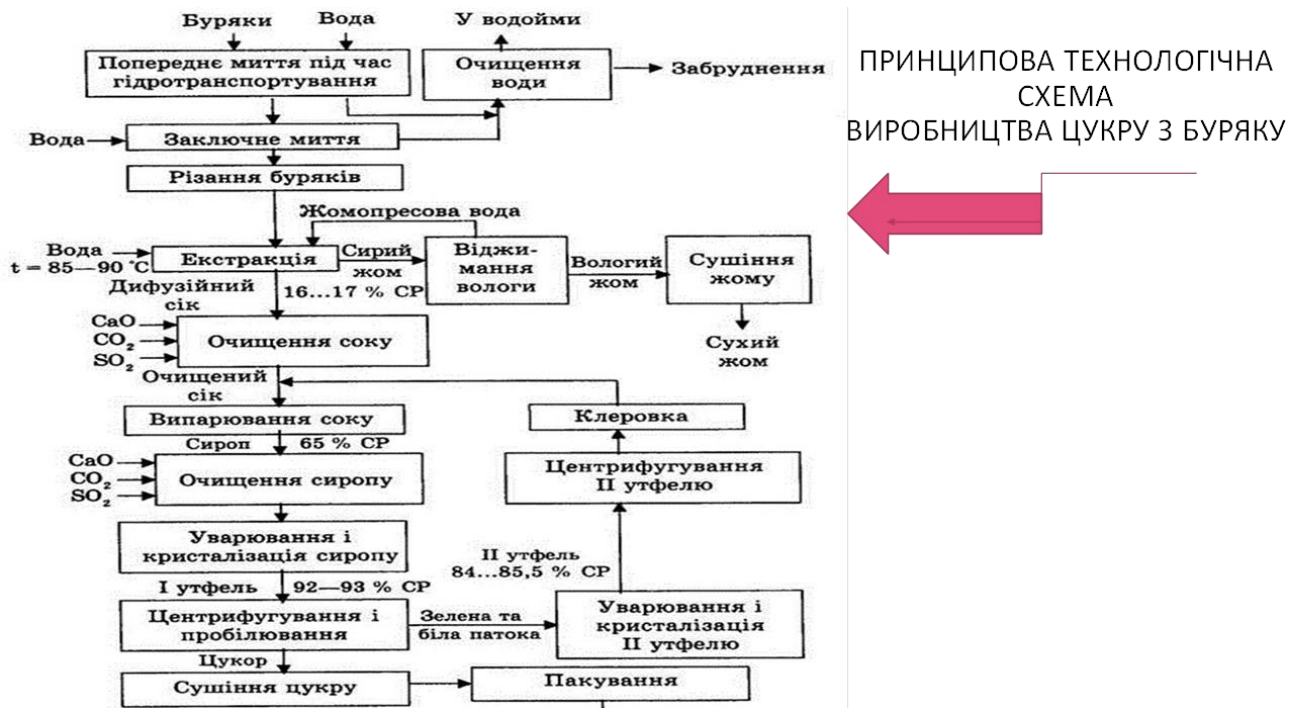 Буряки
Вода
У водойми
Попереднє миття під час
гідротранспортування
Очищення
води
Забруднення
Вода
Заключне миття
Різання буряків
Жомопресова вода
Вода
t = 85—90 °С
Екстракція
Сирий
жом
Віджи-
мання
вологи
Вологий
жом
Сушіння
жому
Дифузійний
сік
16...17 % СР
Сухий
жом
CaO
CO2
SO2
Очищення соку
Очищений
сік
Випарювання соку
Клеровка
Сироп
65 % СР
CaO
CO2
SO2
Очищення сиропу
Центрифугування
II утфелю
Уварювання і
кристалізація сиропу
II утфель
84...85,5 % СР
I утфель
92—93 % СР
Центрифугування і
пробілювання
Зелена та
біла патока
Уварювання і
кристалізація
II утфелю
Цукор
Сушіння цукру
Пакування
ПРИНЦИПОВА ТЕХНОЛОГІЧНА
СХЕМА
ВИРОБНИЦТВА ЦУКРУ З БУРЯКУ